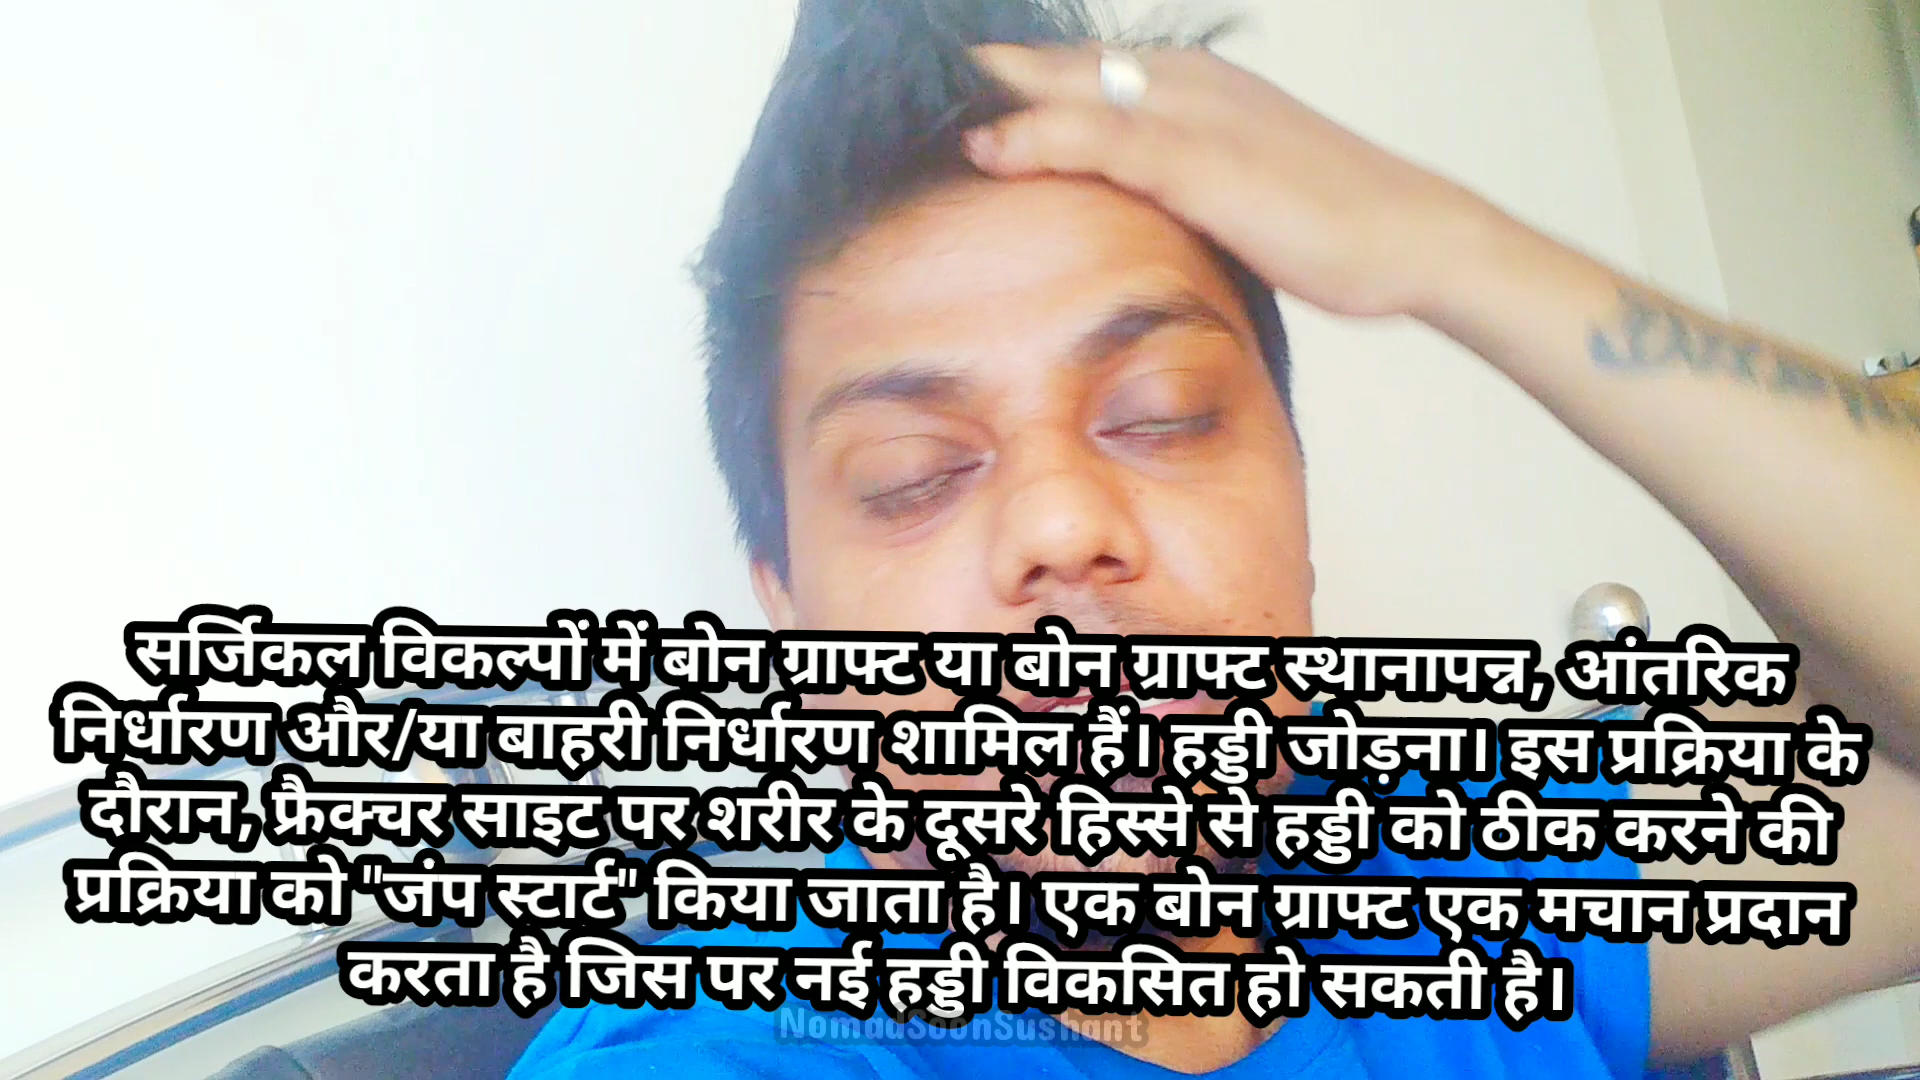 सर्जिकल विकल्पों में बोन ग्राफ्ट या बोन ग्राफ्ट स्थानापन्न, आंतरिक
निर्धारण और/या बाहरी निर्धारण शामिल हैं। हड्डी जोड़ना। इस प्रक्रिया के
दौरान, फ्रैक्चर साइट पर शरीर के दूसरे हिस्से से हड्डी को ठीक करने की
प्रक्रिया को "जंप स्टार्ट" किया जाता है। एक बोन ग्राफ्ट एक मचान प्रदान
करता है जिस पर नई हड्डी विकसित हो सकती है।
NomadSoonSushant